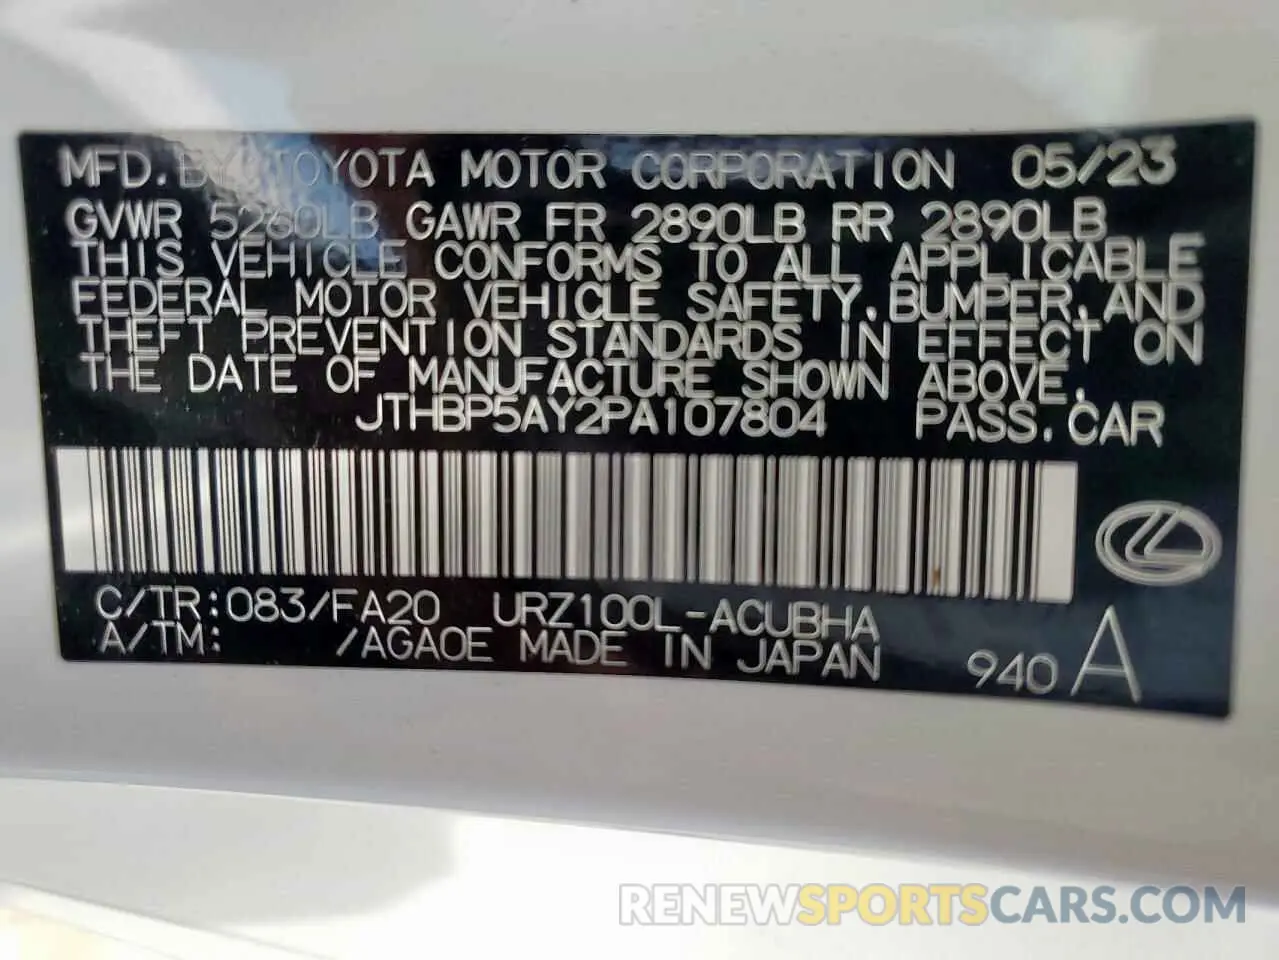 MFD. BY TOYOTA MOTOR CORPORATION 05/23
GVWR 5260LB GAWR FR 2890LB RR 2890LB
THIS VEHICLE CONFORMS TO ALL APPLICABLE
FEDERAL MOTOR VEHICLE SAFETY, BUMPER, AND
THEFT PREVENTION STANDARDS IN EFFECT ON
THE DATE OF MANUFACTURE SHOWN ABOVE.
JTHBP5AY2PA107804 PASS. CAR
C/TR:083/FA20 URZ100L-ACUBHA
A/TM: /AGAOE MADE IN JAPAN 940 A
RENEWSPORTSCARS.COM